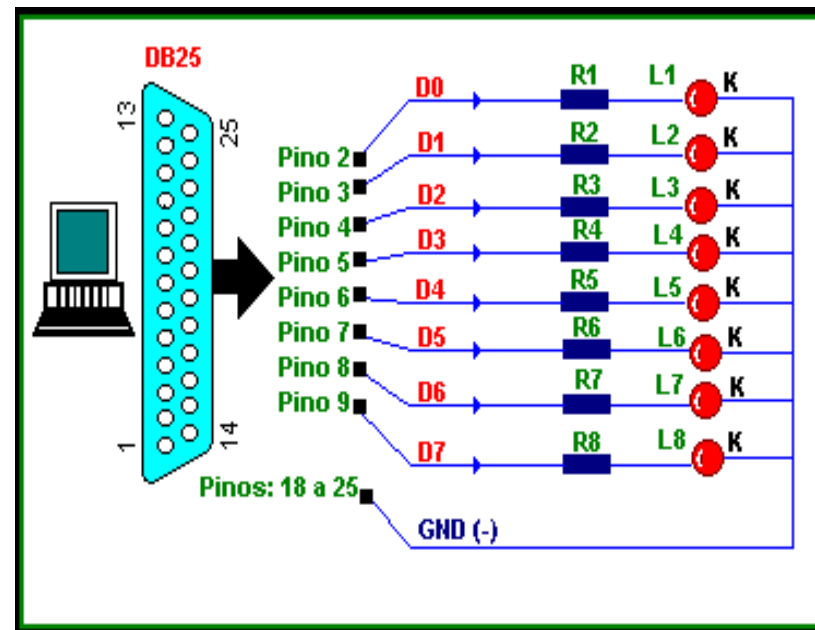 DB25
13
25
1
14
Pino 2
Pino 3
Pino 4
Pino 5
Pino 6
Pino 7
Pino 8
Pino 9
Pinos: 18 a 25
D0 R1 L1 K
D1 R2 L2 K
D2 R3 L3 K
D3 R4 L4 K
D4 R5 L5 K
D5 R6 L6 K
D6 R7 L7 K
D7 R8 L8 K
GND (-)